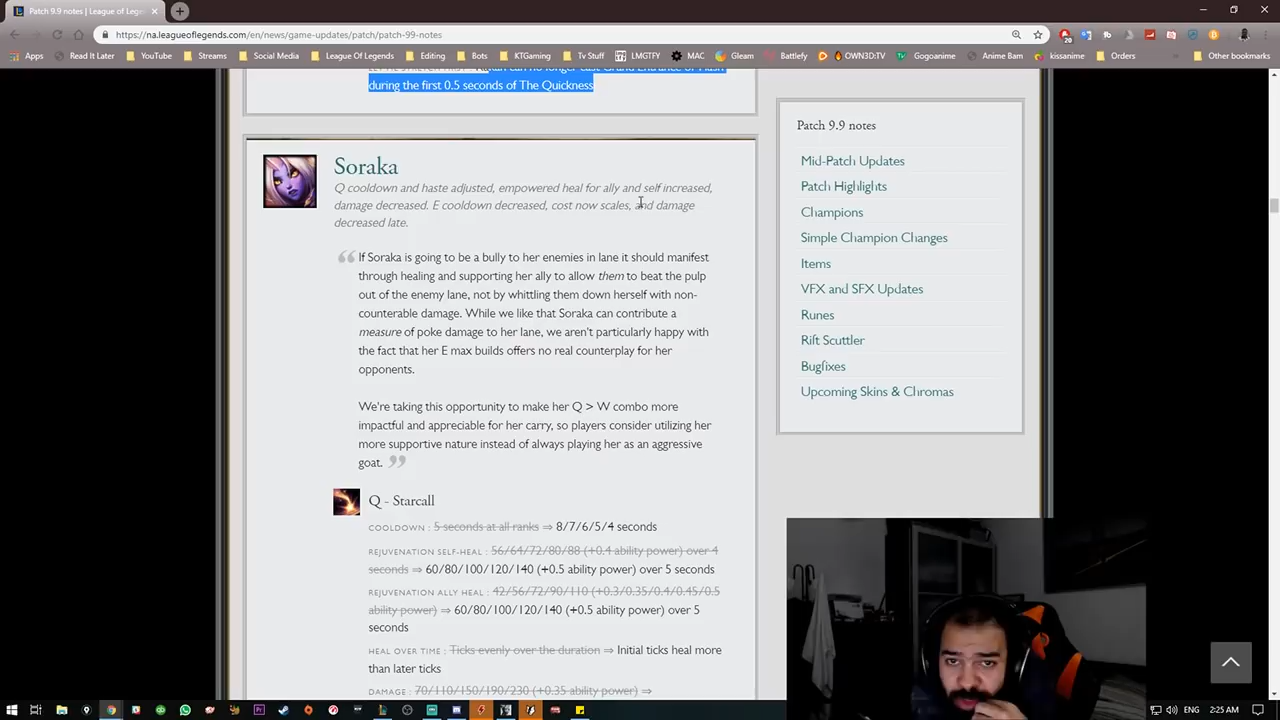 Patch 9.9 notes | League of L
https://na.leagueoflegends.com/en/news/game-updates/patch/patch-99-notes
Apps Read It Later YouTube Streams Social Media League Of Legends Editing Bots KTGaming Tv Stuff LMGTFY MAC Gleam Battlefy OWN3D.TV Gogoanime Anime Bam kissanime Orders Other bookmarks
can no longer cast Grand Entrance or Flash
during the first 0.5 seconds of The Quickness
Soraka
Q cooldown and haste adjusted, empowered heal for ally and self increased,
damage decreased. E cooldown decreased, cost now scales, and damage
decreased late.
If Soraka is going to be a bully to her enemies in lane it should manifest
through healing and supporting her ally to allow them to beat the pulp
out of the enemy lane, not by whittling them down herself with non-
counterable damage. While we like that Soraka can contribute a
measure of poke damage to her lane, we aren't particularly happy with
the fact that her E max builds offers no real counterplay for her
opponents.
We're taking this opportunity to make her Q > W combo more
impactful and appreciable for her carry, so players consider utilizing her
more supportive nature instead of always playing her as an aggressive
goat.
Q - Starcall
COOLDOWN : 5 seconds at all ranks ⇒ 8/7/6/5/4 seconds
REJUVENATION SELF-HEAL : 56/64/72/80/88 (+0.4 ability power) over 4
seconds ⇒ 60/80/100/120/140 (+0.5 ability power) over 5 seconds
REJUVENATION ALLY HEAL : 42/56/72/90/110 (+0.3/0.35/0.4/0.45/0.5
ability power) ⇒ 60/80/100/120/140 (+0.5 ability power) over 5
seconds
HEAL OVER TIME : Ticks evenly over the duration ⇒ Initial ticks heal more
than later ticks
DAMAGE : 70/110/150/190/230 (+0.35 ability power) ⇒
Patch 9.9 notes
Mid-Patch Updates
Patch Highlights
Champions
Simple Champion Changes
Items
VFX and SFX Updates
Runes
Rift Scuttler
Bugfixes
Upcoming Skins & Chromas
ENG 2:25 AM